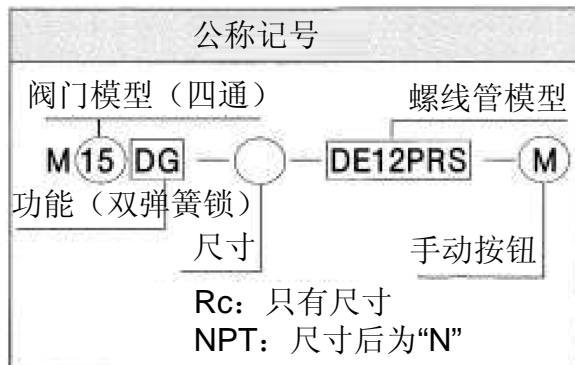 公称记号
阀门模型（四通） 螺线管模型
M 15 DG — — DE12PRS — M
功能（双弹簧锁）
尺寸 手动按钮
Rc：只有尺寸
NPT：尺寸后为“N”